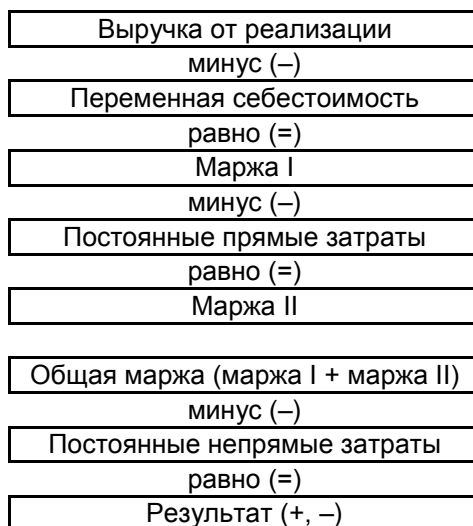 Выручка от реализации
минус (–)
Переменная себестоимость
равно (=)
Маржа I
минус (–)
Постоянные прямые затраты
равно (=)
Маржа II
Общая маржа (маржа I + маржа II)
минус (–)
Постоянные непрямые затраты
равно (=)
Результат (+, –)